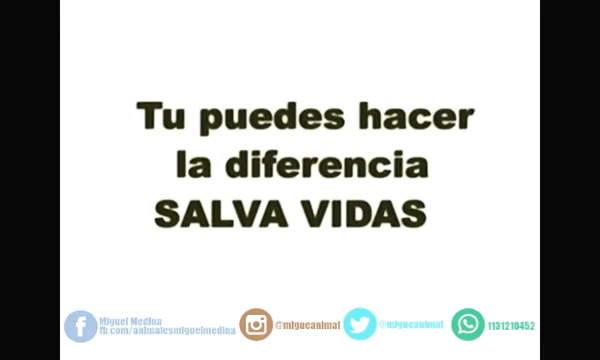 Tu puedes hacer
la diferencia
SALVA VIDAS
Miguel Medina
fb.com/animalesmiguelmedina
@migueanimal
@migueanimal
1131210452